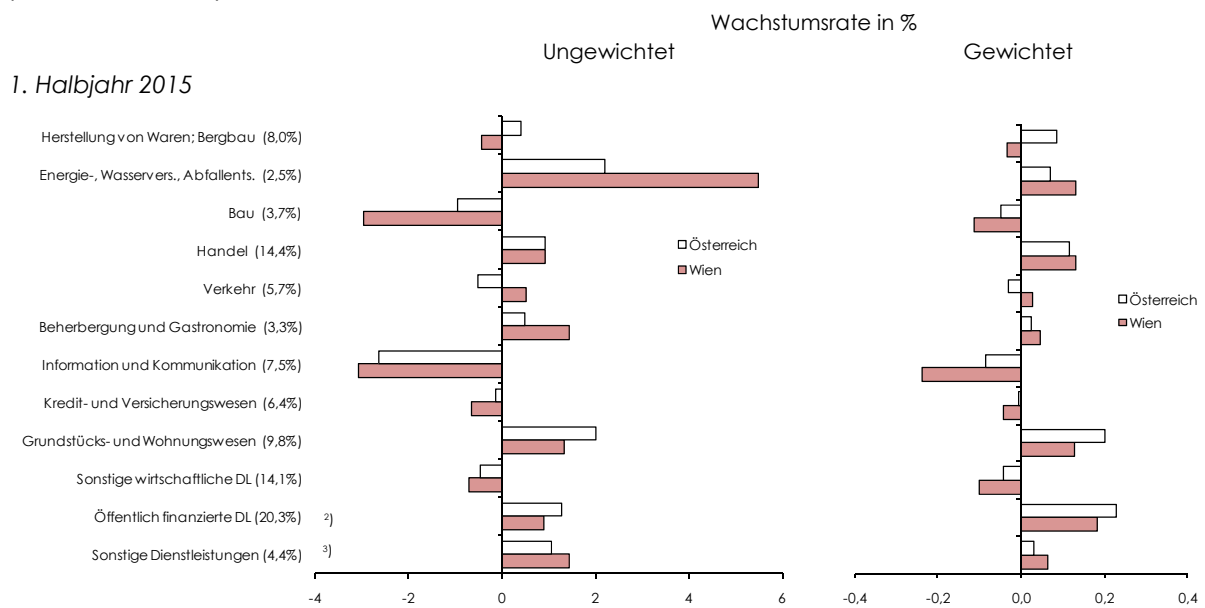 Wachstumsrate in %
Ungewichtet
Gewichtet
1. Halbjahr 2015
Herstellung von Waren; Bergbau (8,0%)
Energie-, Wasservers., Abfallents. (2,5%)
Bau (3,7%)
Handel (14,4%)
Verkehr (5,7%)
Beherbergung und Gastronomie (3,3%)
Information und Kommunikation (7,5%)
Kredit- und Versicherungswesen (6,4%)
Grundstücks- und Wohnungswesen (9,8%)
Sonstige wirtschaftliche DL (14,1%)
Öffentlich finanzierte DL (20,3%) 2)
Sonstige Dienstleistungen (4,4%) 3)
Österreich
Wien
Österreich
Wien
-4 -2 0 2 4 6
-0,4 -0,2 0,0 0,2 0,4